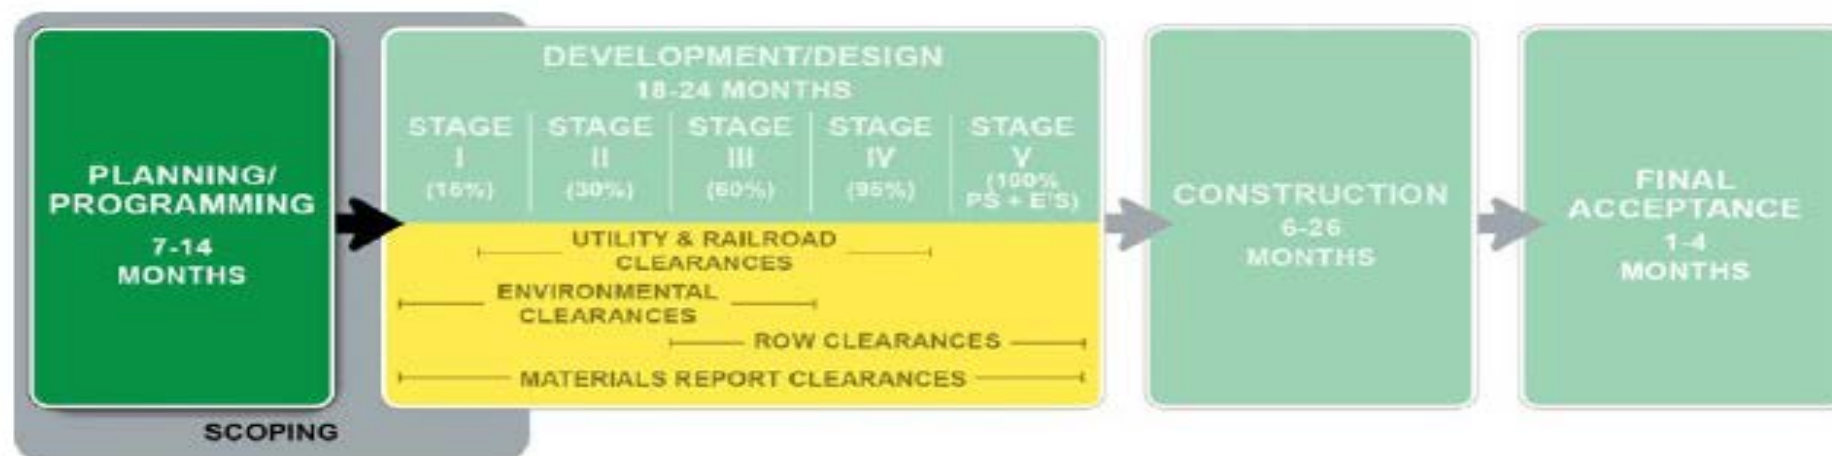 PLANNING/
PROGRAMMING
7-14
MONTHS
SCOPING
DEVELOPMENT/DESIGN
18-24 MONTHS
STAGE
I
(15%)
STAGE
II
(30%)
STAGE
III
(60%)
STAGE
IV
(95%)
STAGE
V
(100%
PS + E'S)
UTILITY & RAILROAD
CLEARANCES
ENVIRONMENTAL
CLEARANCES
ROW CLEARANCES
MATERIALS REPORT CLEARANCES
CONSTRUCTION
6-26
MONTHS
FINAL
ACCEPTANCE
1-4
MONTHS